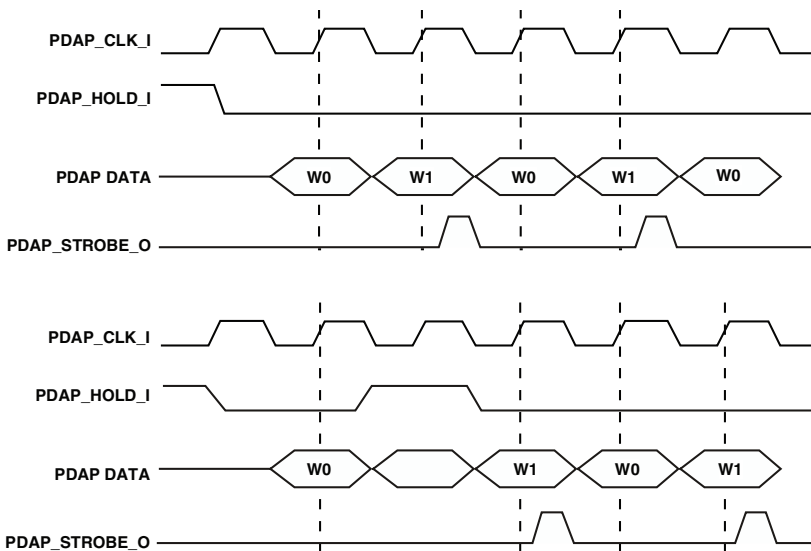 PDAP_CLK_I
PDAP_HOLD_I
PDAP DATA W0 W1 W0 W1 W0
PDAP_STROBE_O
PDAP_CLK_I
PDAP_HOLD_I
PDAP DATA W0 W1 W0 W1
PDAP_STROBE_O